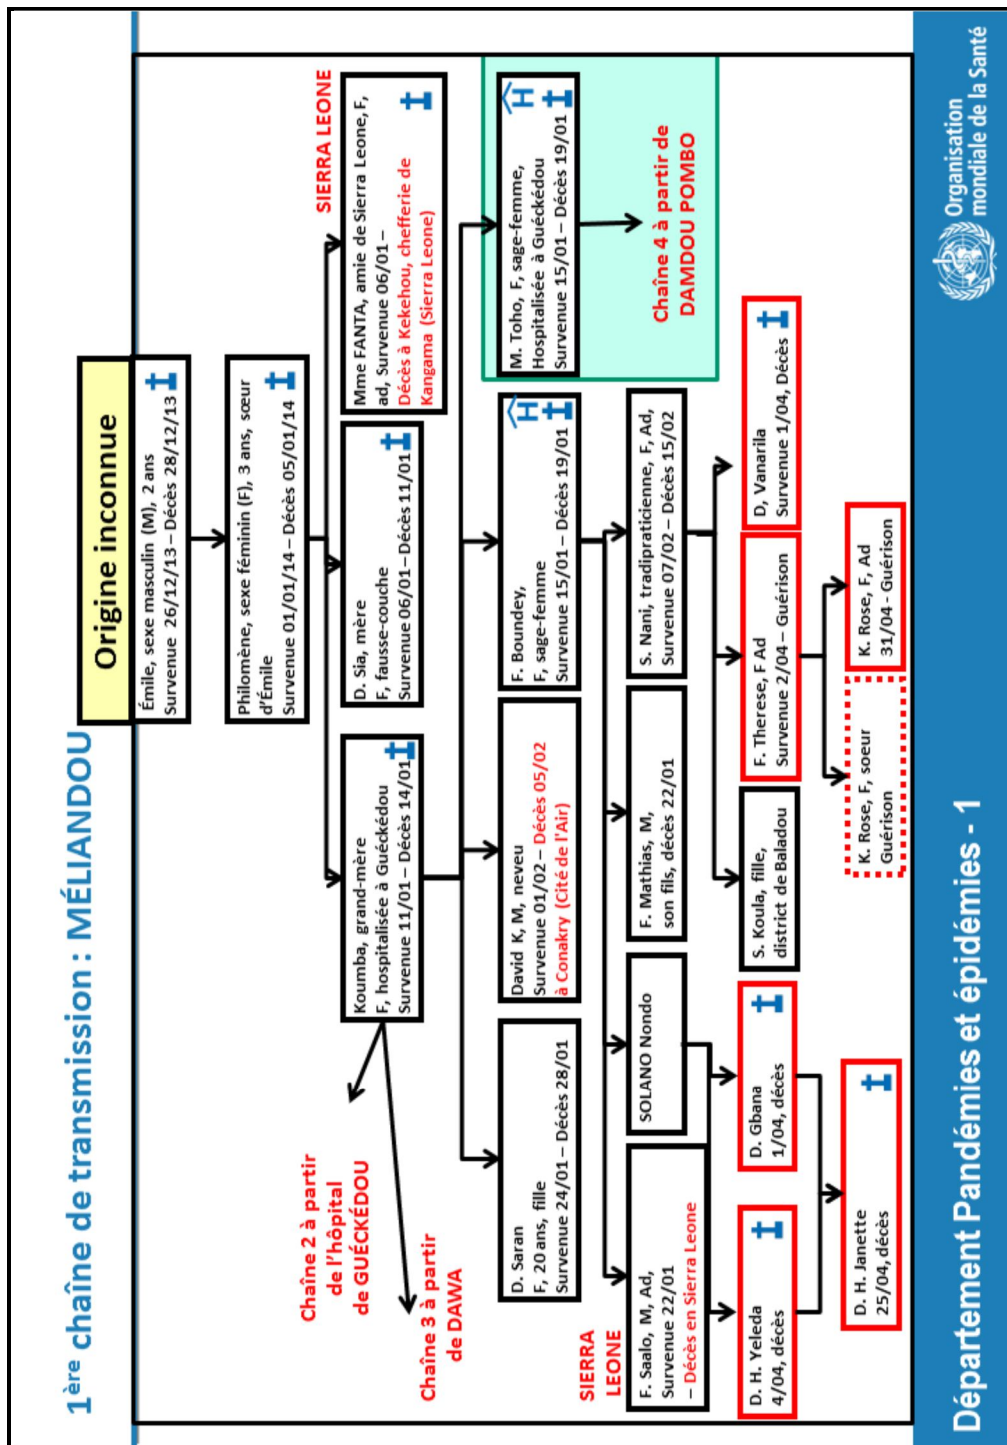 1ère chaîne de transmission : MÉLIANDOU
Origine inconnue
Émile, sexe masculin (M), 2 ans
Survenue 26/12/13 – Décès 28/12/13
Philomène, sexe féminin (F), 3 ans, sœur
d’Émile
Survenue 01/01/14 – Décès 05/01/14
SIERRA LEONE
Koumba, grand-mère
F, hospitalisée à Guéckédou
Survenue 11/01 – Décès 14/01
D. Sia, mère
F, fausse-couche
Survenue 06/01 – Décès 11/01
Mme FANTA, amie de Sierra Leone, F,
ad, Survenue 06/01 –
Décès à Kekehou, chefferie de
Kangama (Sierra Leone)
Chaîne 2 à partir
de l’hôpital
de GUÉCKÉDOU
Chaîne 3 à partir
de DAWA
D. Saran
F, 20 ans, fille
Survenue 24/01 – Décès 28/01
David K, M, neveu
Survenue 01/02 – Décès 05/02
à Conakry (Cité de l'Air)
F. Boundey,
F, sage-femme
Survenue 15/01 – Décès 19/01
H
M. Toho, F, sage-femme,
Hospitalisée à Guéckédou
Survenue 15/01 – Décès 19/01
H
Chaîne 4 à partir de
DAMDOU POMBO
SIERRA
LEONE
F. Saalo, M, Ad,
Survenue 22/01
– Décès en Sierra Leone
SOLANO Nondo
F. Mathias, M,
son fils, décès 22/01
S. Nani, tradipraticienne, F, Ad,
Survenue 07/02 – Décès 15/02
D. H. Yeleda
4/04, décès
D. Gbana
1/04, décès
S. Koula, fille,
district de Baladou
F. Therese, F Ad
Survenue 2/04 – Guérison
D, Vanarila
Survenue 1/04, Décès
D. H. Janette
25/04, décès
K. Rose, F, soeur
Guérison
K. Rose, F, Ad
31/04 - Guérison
Département Pandémies et épidémies - 1
Organisation
mondiale de la Santé